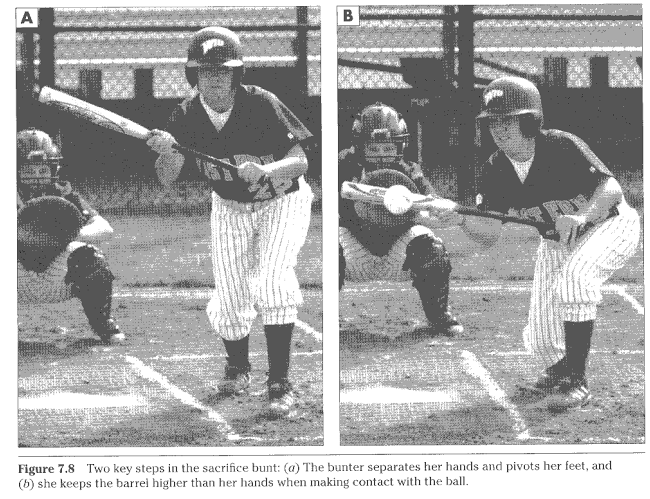 A
B
Figure 7.8 Two key steps in the sacrifice bunt: (a) The bunter separates her hands and pivots her feet, and
(b) she keeps the barrel higher than her hands when making contact with the ball.